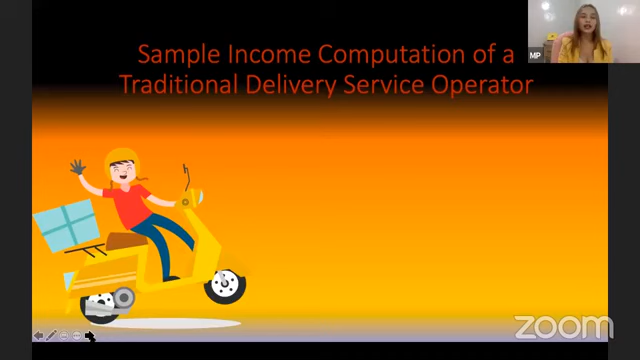 Sample Income Computation of a
Traditional Delivery Service Operator
MP
zoom